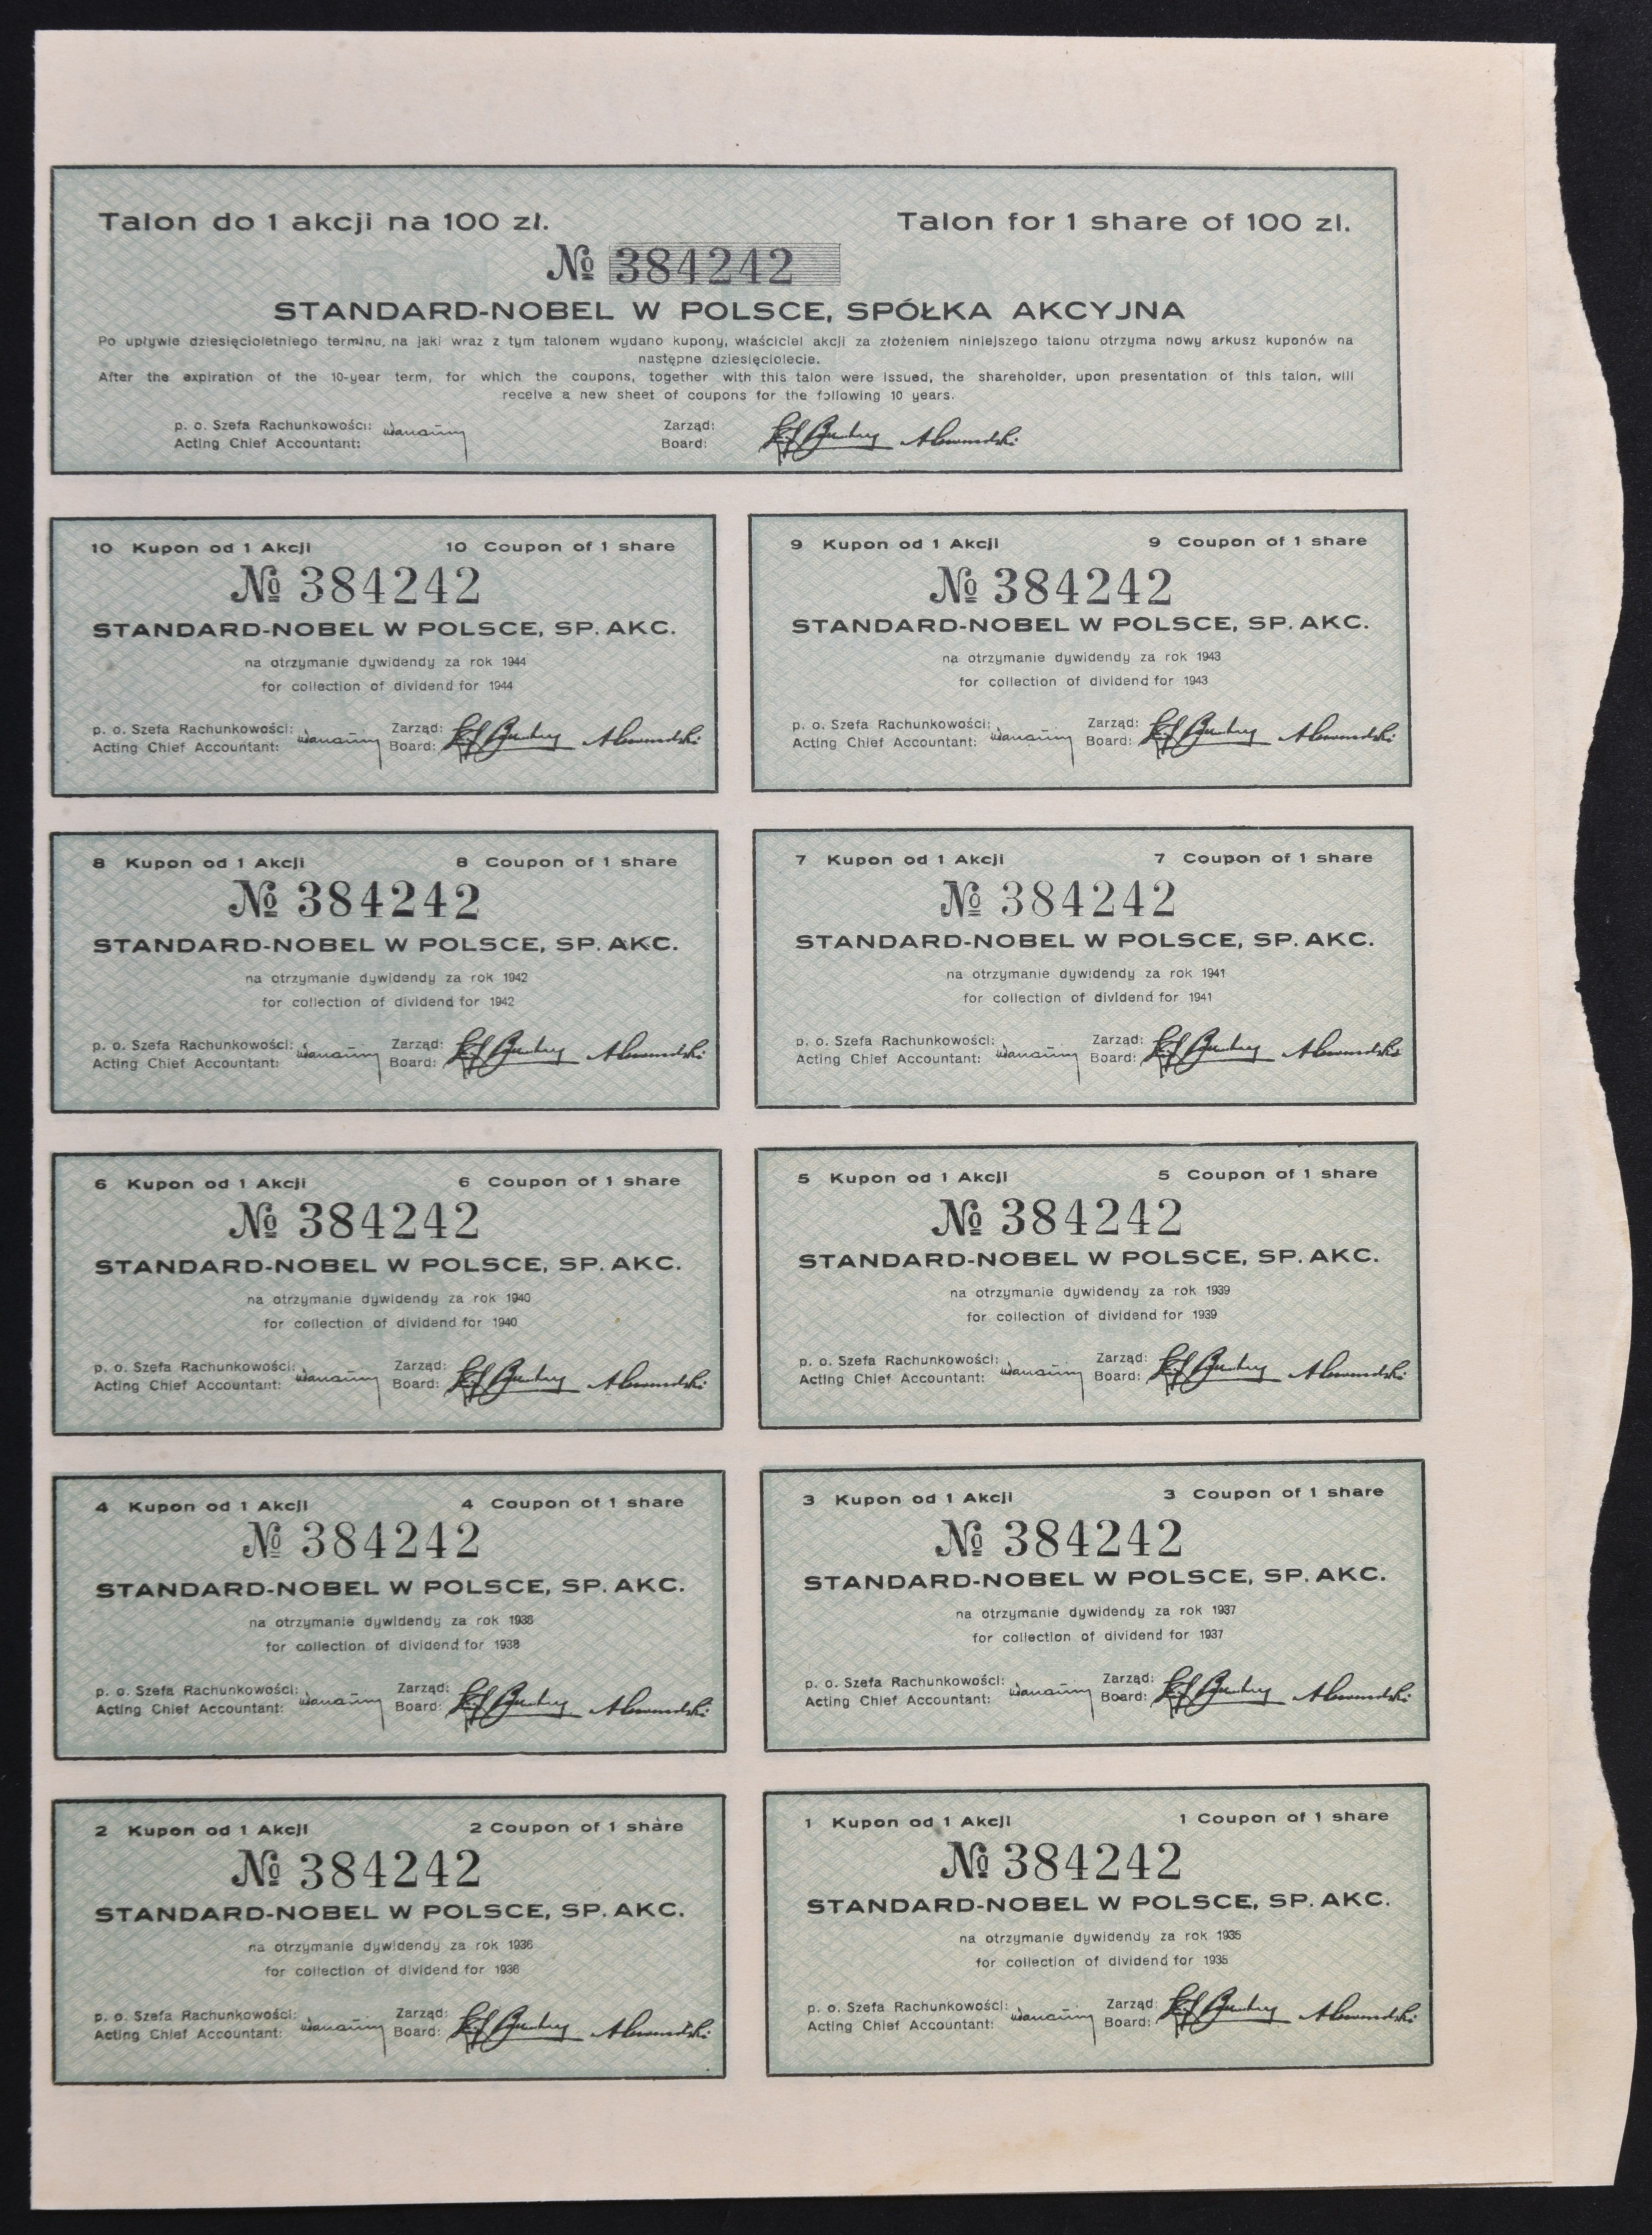 Talon do 1 akcji na 100 zł. Talon for 1 share of 100 zl.
№ 384242
STANDARD-NOBEL W POLSCE, SPÓŁKA AKCYJNA
Po upływie dziesięcioletniego terminu, na jaki wraz z tym talonem wydano kupony, właściciel akcji za złożeniem niniejszego talonu otrzyma nowy arkusz kuponów na
następne dziesięciolecie.
After the expiration of the 10-year term, for which the coupons, together with this talon were issued, the shareholder, upon presentation of this talon, will
receive a new sheet of coupons for the following 10 years.
p. o. Szefa Rachunkowości: Zarząd:
Acting Chief Accountant: Board:
10 Kupon od 1 Akcji 10 Coupon of 1 share
№ 384242
STANDARD-NOBEL W POLSCE, SP. AKC.
na otrzymanie dywidendy za rok 1944
for collection of dividend for 1944
p. o. Szefa Rachunkowości: Zarząd:
Acting Chief Accountant: Board:
9 Kupon od 1 Akcji 9 Coupon of 1 share
№ 384242
STANDARD-NOBEL W POLSCE, SP. AKC.
na otrzymanie dywidendy za rok 1943
for collection of dividend for 1943
p. o. Szefa Rachunkowości: Zarząd:
Acting Chief Accountant: Board:
8 Kupon od 1 Akcji 8 Coupon of 1 share
№ 384242
STANDARD-NOBEL W POLSCE, SP. AKC.
na otrzymanie dywidendy za rok 1942
for collection of dividend for 1942
p. o. Szefa Rachunkowości: Zarząd:
Acting Chief Accountant: Board:
7 Kupon od 1 Akcji 7 Coupon of 1 share
№ 384242
STANDARD-NOBEL W POLSCE, SP. AKC.
na otrzymanie dywidendy za rok 1941
for collection of dividend for 1941
p. o. Szefa Rachunkowości: Zarząd:
Acting Chief Accountant: Board:
6 Kupon od 1 Akcji 6 Coupon of 1 share
№ 384242
STANDARD-NOBEL W POLSCE, SP. AKC.
na otrzymanie dywidendy za rok 1940
for collection of dividend for 1940
p. o. Szefa Rachunkowości: Zarząd:
Acting Chief Accountant: Board:
5 Kupon od 1 Akcji 5 Coupon of 1 share
№ 384242
STANDARD-NOBEL W POLSCE, SP. AKC.
na otrzymanie dywidendy za rok 1939
for collection of dividend for 1939
p. o. Szefa Rachunkowości: Zarząd:
Acting Chief Accountant: Board:
4 Kupon od 1 Akcji 4 Coupon of 1 share
№ 384242
STANDARD-NOBEL W POLSCE, SP. AKC.
na otrzymanie dywidendy za rok 1938
for collection of dividend for 1938
p. o. Szefa Rachunkowości: Zarząd:
Acting Chief Accountant: Board:
3 Kupon od 1 Akcji 3 Coupon of 1 share
№ 384242
STANDARD-NOBEL W POLSCE, SP. AKC.
na otrzymanie dywidendy za rok 1937
for collection of dividend for 1937
p. o. Szefa Rachunkowości: Zarząd:
Acting Chief Accountant: Board:
2 Kupon od 1 Akcji 2 Coupon of 1 share
№ 384242
STANDARD-NOBEL W POLSCE, SP. AKC.
na otrzymanie dywidendy za rok 1936
for collection of dividend for 1936
p. o. Szefa Rachunkowości: Zarząd:
Acting Chief Accountant: Board:
1 Kupon od 1 Akcji 1 Coupon of 1 share
№ 384242
STANDARD-NOBEL W POLSCE, SP. AKC.
na otrzymanie dywidendy za rok 1935
for collection of dividend for 1935
p. o. Szefa Rachunkowości: Zarząd:
Acting Chief Accountant: Board: